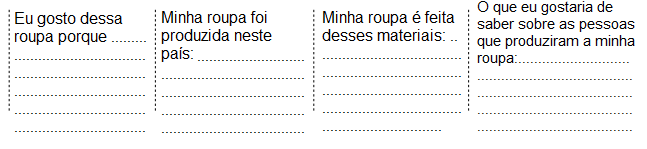 Eu gosto dessa
roupa porque .........
Minha roupa foi
produzida neste
país: ...........................
Minha roupa é feita
desses materiais: ..
O que eu gostaria de
saber sobre as pessoas
que produziram a minha
roupa:............................